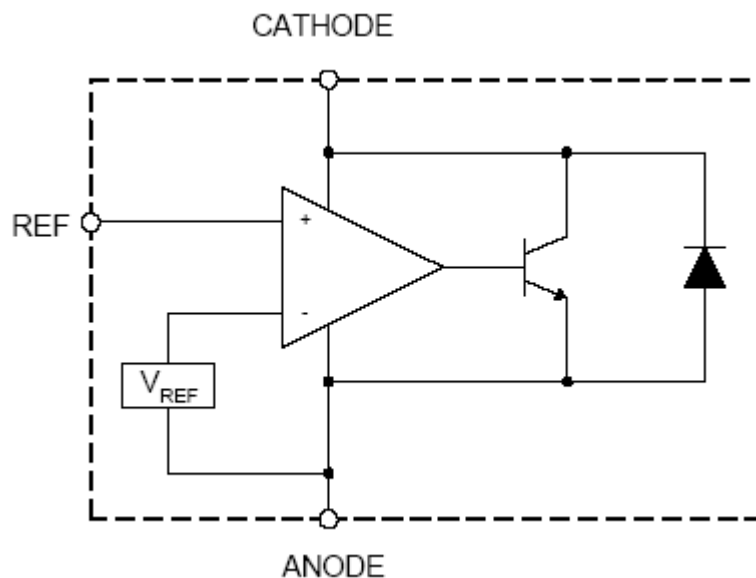 CATHODE
REF
+
-
VREF
ANODE